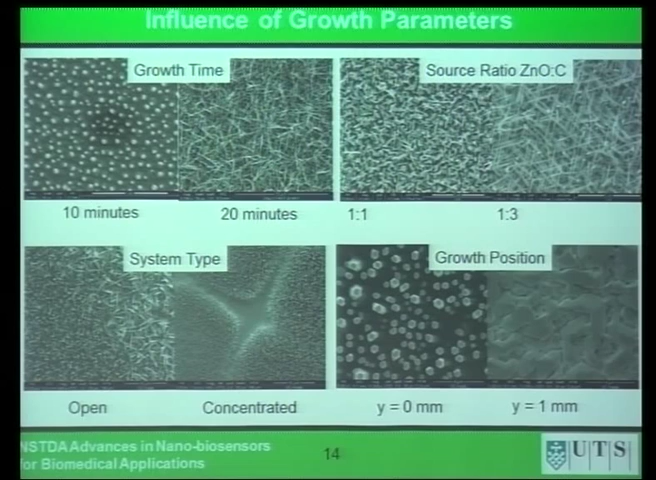 Influence of Growth Parameters
Growth Time
Source Ratio ZnO:C
10 minutes
20 minutes
1:1
1:3
System Type
Growth Position
Open
Concentrated
y = 0 mm
y = 1 mm
NSTDA Advances in Nano-biosensors
for Biomedical Applications
14
UTS